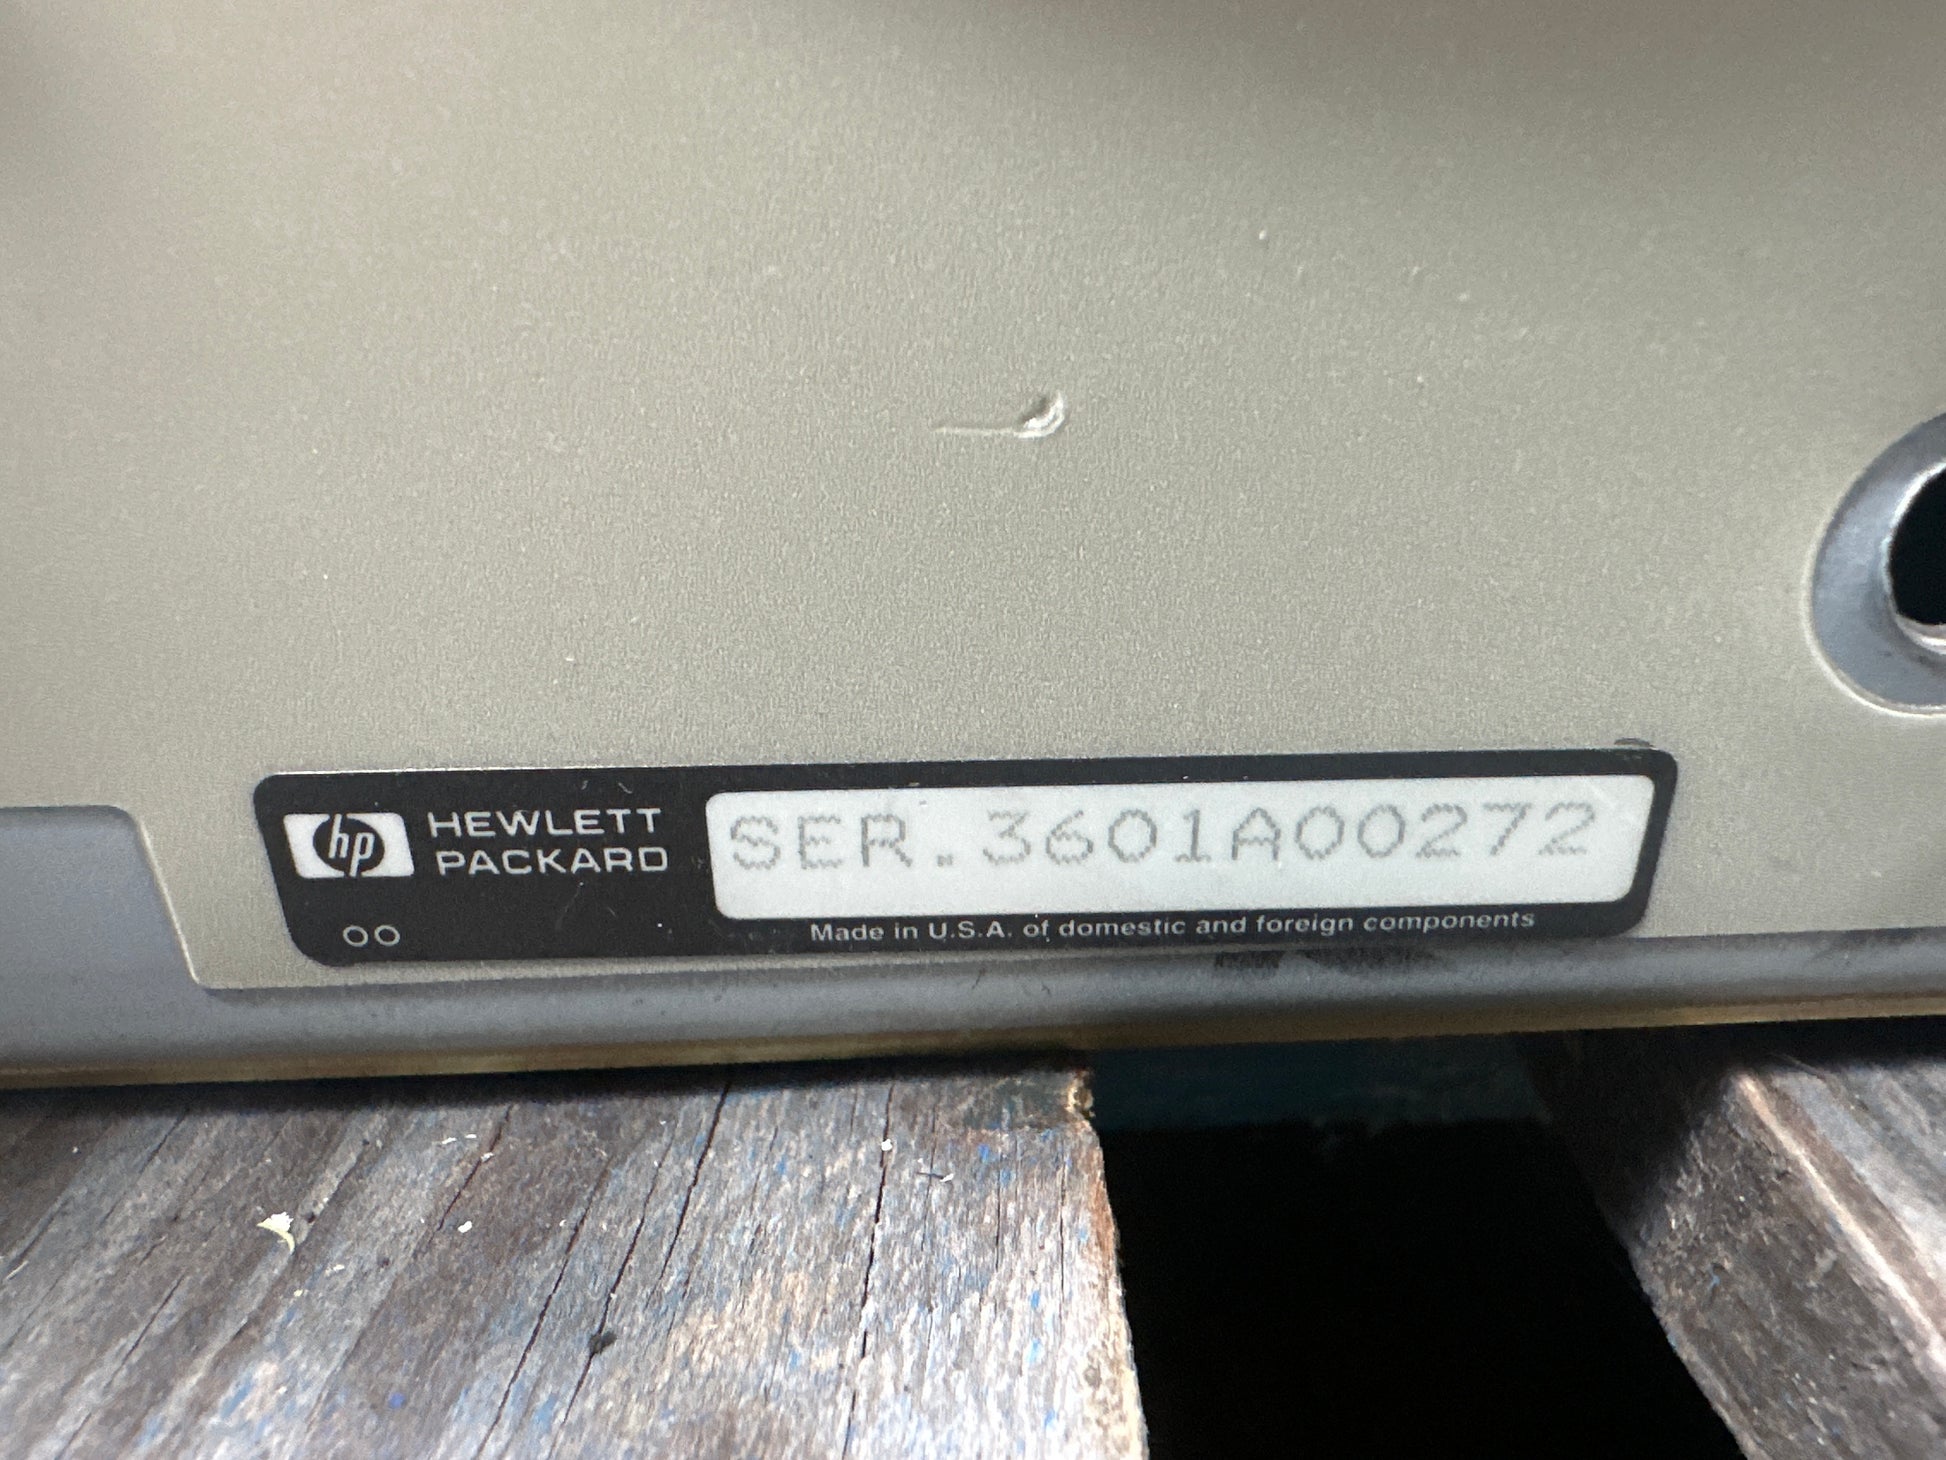 hp HEWLETT
PACKARD
SER.3601A00272
OO
Made in U.S.A. of domestic and foreign components